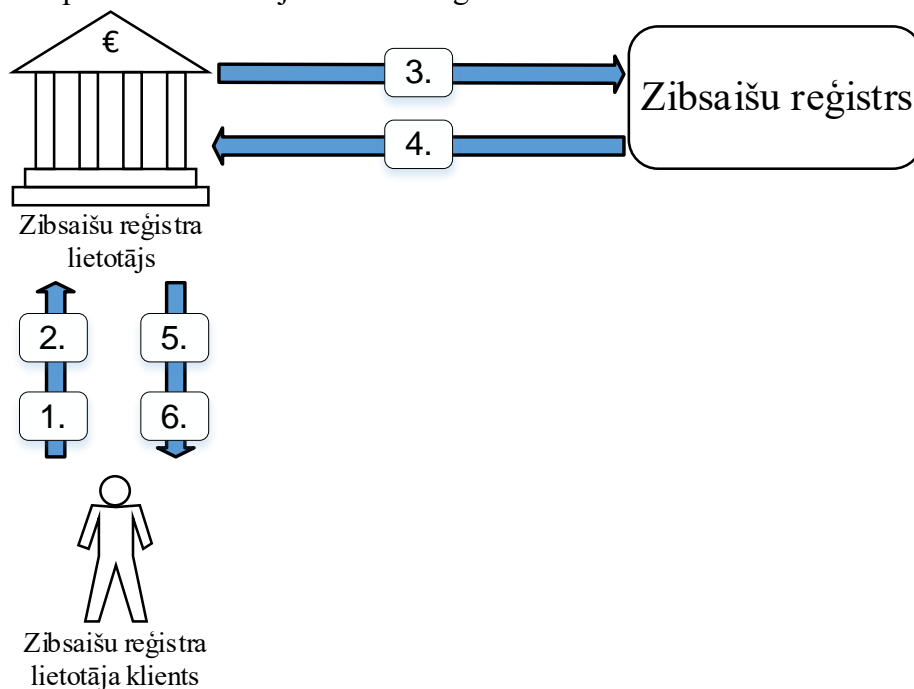 €
3.
Zibsaišu reģistrs
4.
Zibsaišu reģistra
lietotājs
2.
5.
1.
6.
Zibsaišu reģistra
lietotāja klients